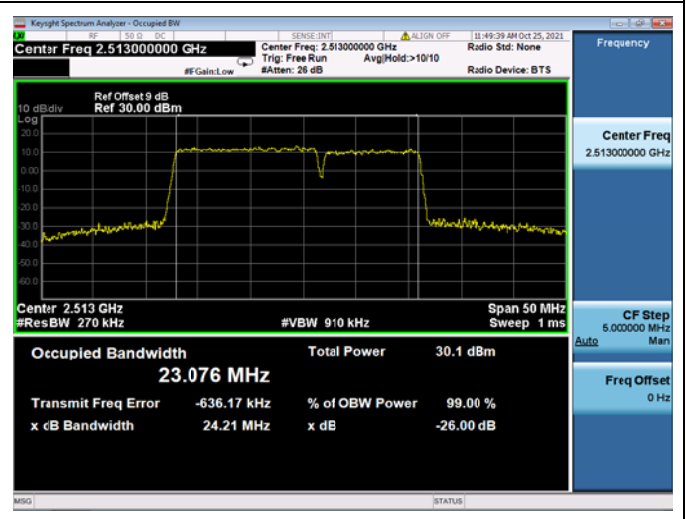 Keysight Spectrum Analyzer - Occupied BW
RF 50 Ω DC SENSE:INT ALIGN OFF 11:49:39 AM Oct 25, 2021
Center Freq 2.513000000 GHz
Center Freq: 2.513000000 GHz Radio Std: None
Trig: Free Run Avg|Hold:>10/10
#IFGain:Low #Atten: 26 dB Radio Device: BTS
Ref Offset 9 dB
10 dB/div Ref 30.00 dBm
Log
20.0
10.0
0.00
-10.0
-20.0
-30.0
-40.0
-50.0
-60.0
Center 2.513 GHz Span 50 MHz
#Res BW 270 kHz #VBW 910 kHz Sweep 1 ms
Occupied Bandwidth Total Power 30.1 dBm
23.076 MHz
Transmit Freq Error -636.17 kHz % of OBW Power 99.00 %
x dB Bandwidth 24.21 MHz x dB -26.00 dB
Frequency
Center Freq
2.513000000 GHz
CF Step
5.000000 MHz
Auto Man
Freq Offset
0 Hz
MSG STATUS